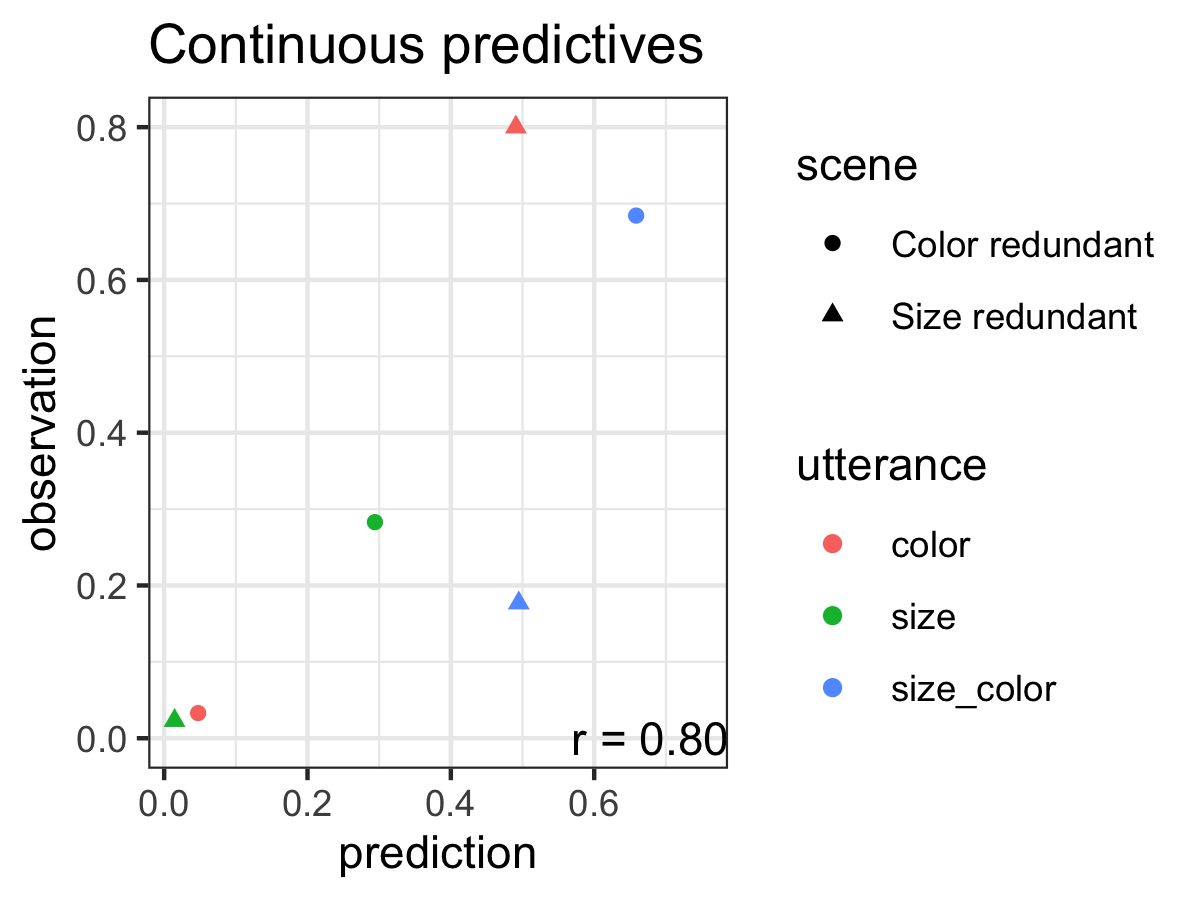 Continuous predictives
observation
0.8
0.6
0.4
0.2
0.0
r = 0.80
0.0 0.2 0.4 0.6
prediction
scene
Color redundant
Size redundant
utterance
color
size
size_color